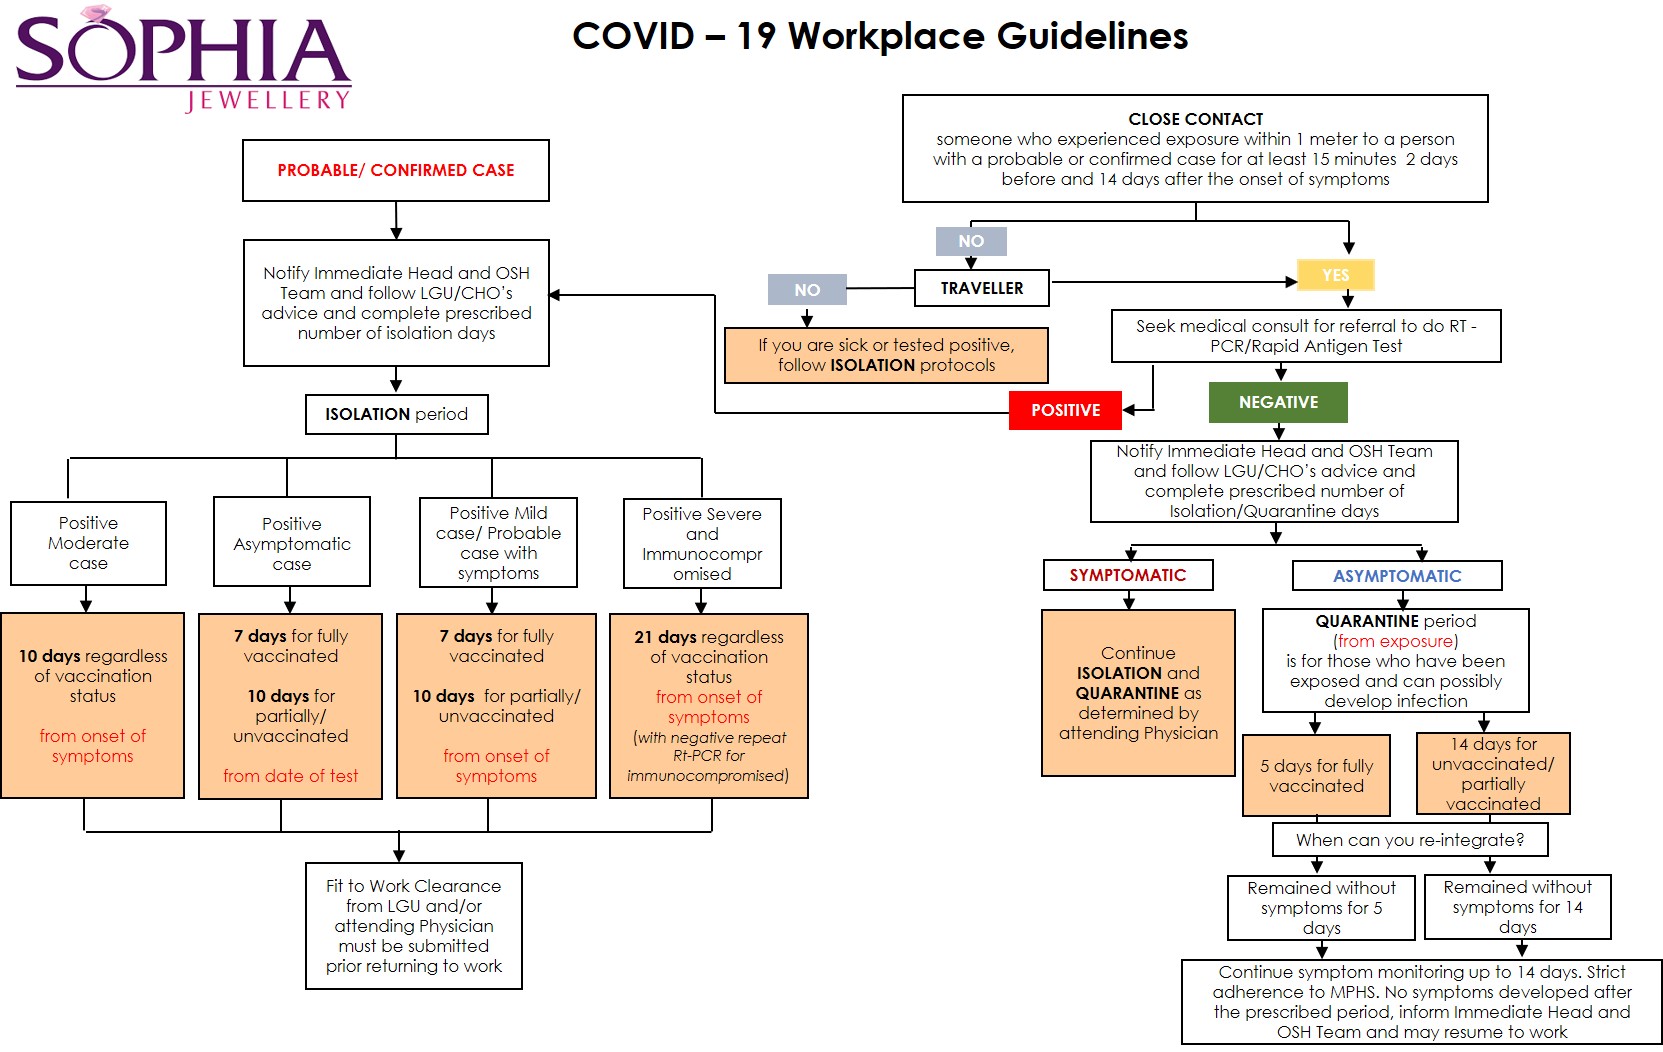 SOPHIA
JEWELLERY
COVID – 19 Workplace Guidelines
PROBABLE/ CONFIRMED CASE
Notify Immediate Head and OSH
Team and follow LGU/CHO’s
advice and complete prescribed
number of isolation days
ISOLATION period
Positive
Moderate
case
10 days regardless
of vaccination
status
from onset of
symptoms
Positive
Asymptomatic
case
7 days for fully
vaccinated
10 days for
partially/
unvaccinated
from date of test
Positive Mild
case/ Probable
case with
symptoms
7 days for fully
vaccinated
10 days for partially/
unvaccinated
from onset of
symptoms
Positive Severe
and
Immunocompr
omised
21 days regardless
of vaccination
status
from onset of
symptoms
(with negative repeat
Rt-PCR for
immunocompromised)
Fit to Work Clearance
from LGU and/or
attending Physician
must be submitted
prior returning to work
CLOSE CONTACT
someone who experienced exposure within 1 meter to a person
with a probable or confirmed case for at least 15 minutes 2 days
before and 14 days after the onset of symptoms
NO
TRAVELLER
NO
If you are sick or tested positive,
follow ISOLATION protocols
YES
Seek medical consult for referral to do RT -
PCR/Rapid Antigen Test
POSITIVE
NEGATIVE
Notify Immediate Head and OSH Team
and follow LGU/CHO’s advice and
complete prescribed number of
Isolation/Quarantine days
SYMPTOMATIC
Continue
ISOLATION and
QUARANTINE as
determined by
attending Physician
ASYMPTOMATIC
QUARANTINE period
(from exposure)
is for those who have been
exposed and can possibly
develop infection
5 days for fully
vaccinated
14 days for
unvaccinated/
partially
vaccinated
When can you re-integrate?
Remained without
symptoms for 5
days
Remained without
symptoms for 14
days
Continue symptom monitoring up to 14 days. Strict
adherence to MPHS. No symptoms developed after
the prescribed period, inform Immediate Head and
OSH Team and may resume to work